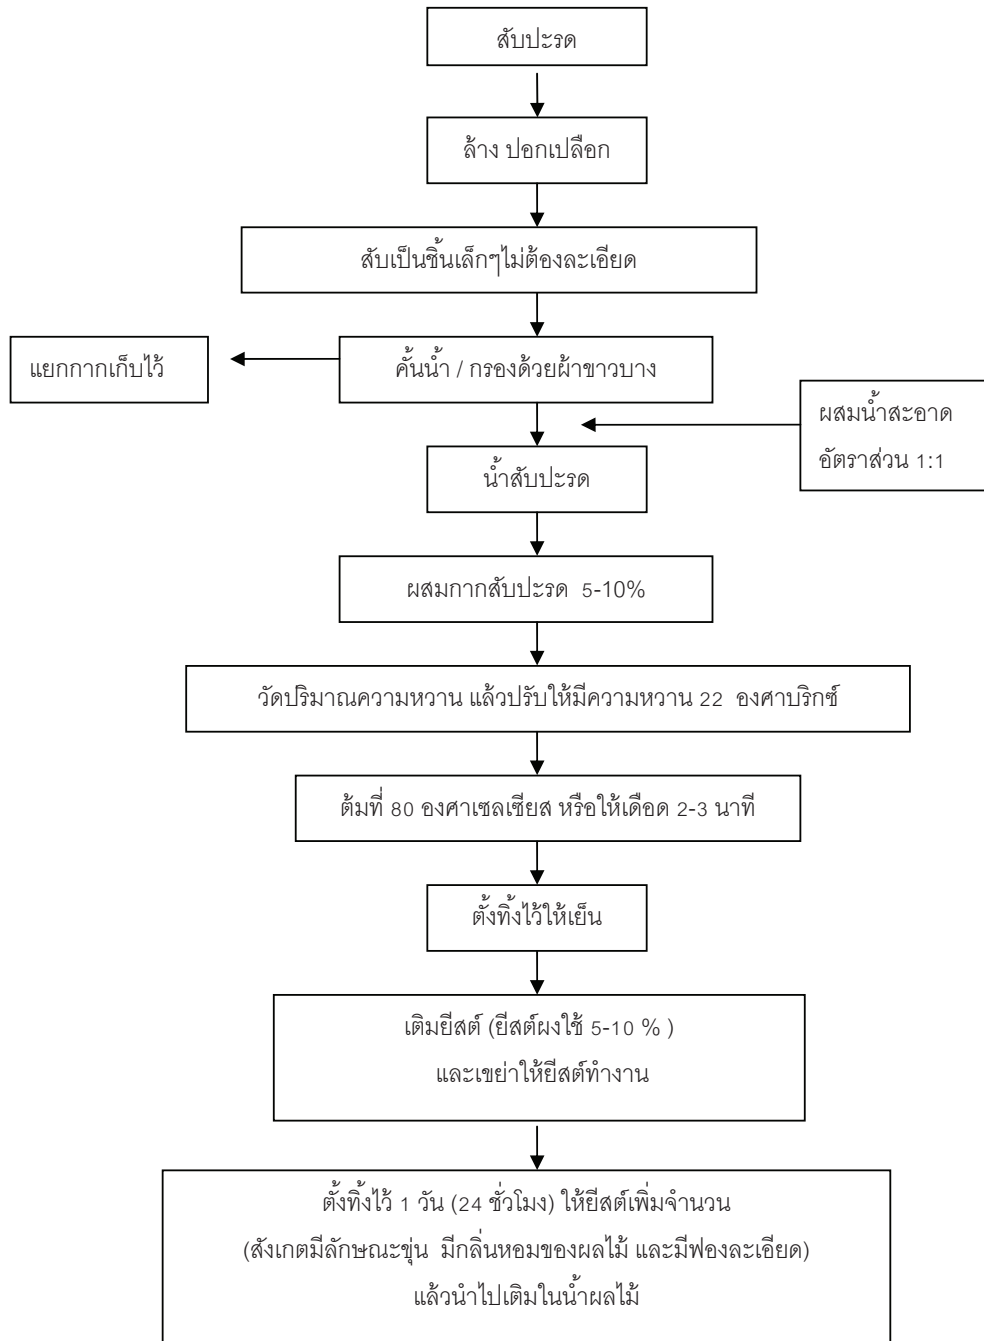 สับปะรด
ล้าง ปอกเปลือก
สับเป็นชิ้นเล็กๆไม่ต้องละเอียด
แยกกากเก็บไว้
คั้นน้ำ / กรองด้วยผ้าขาวบาง
ผสมน้ำสะอาด
อัตราส่วน 1:1
น้ำสับปะรด
ผสมกากสับปะรด 5-10%
วัดปริมาณความหวาน แล้วปรับให้มีความหวาน 22 องศาบริกซ์
ต้มที่ 80 องศาเซลเซียส หรือให้เดือด 2-3 นาที
ตั้งทิ้งไว้ให้เย็น
เติมยีสต์ (ยีสต์ผงใช้ 5-10 % )
และเขย่าให้ยีสต์ทำงาน
ตั้งทิ้งไว้ 1 วัน (24 ชั่วโมง) ให้ยีสต์เพิ่มจำนวน
(สังเกตมีลักษณะขุ่น มีกลิ่นหอมของผลไม้ และมีฟองละเอียด)
แล้วนำไปเติมในน้ำผลไม้